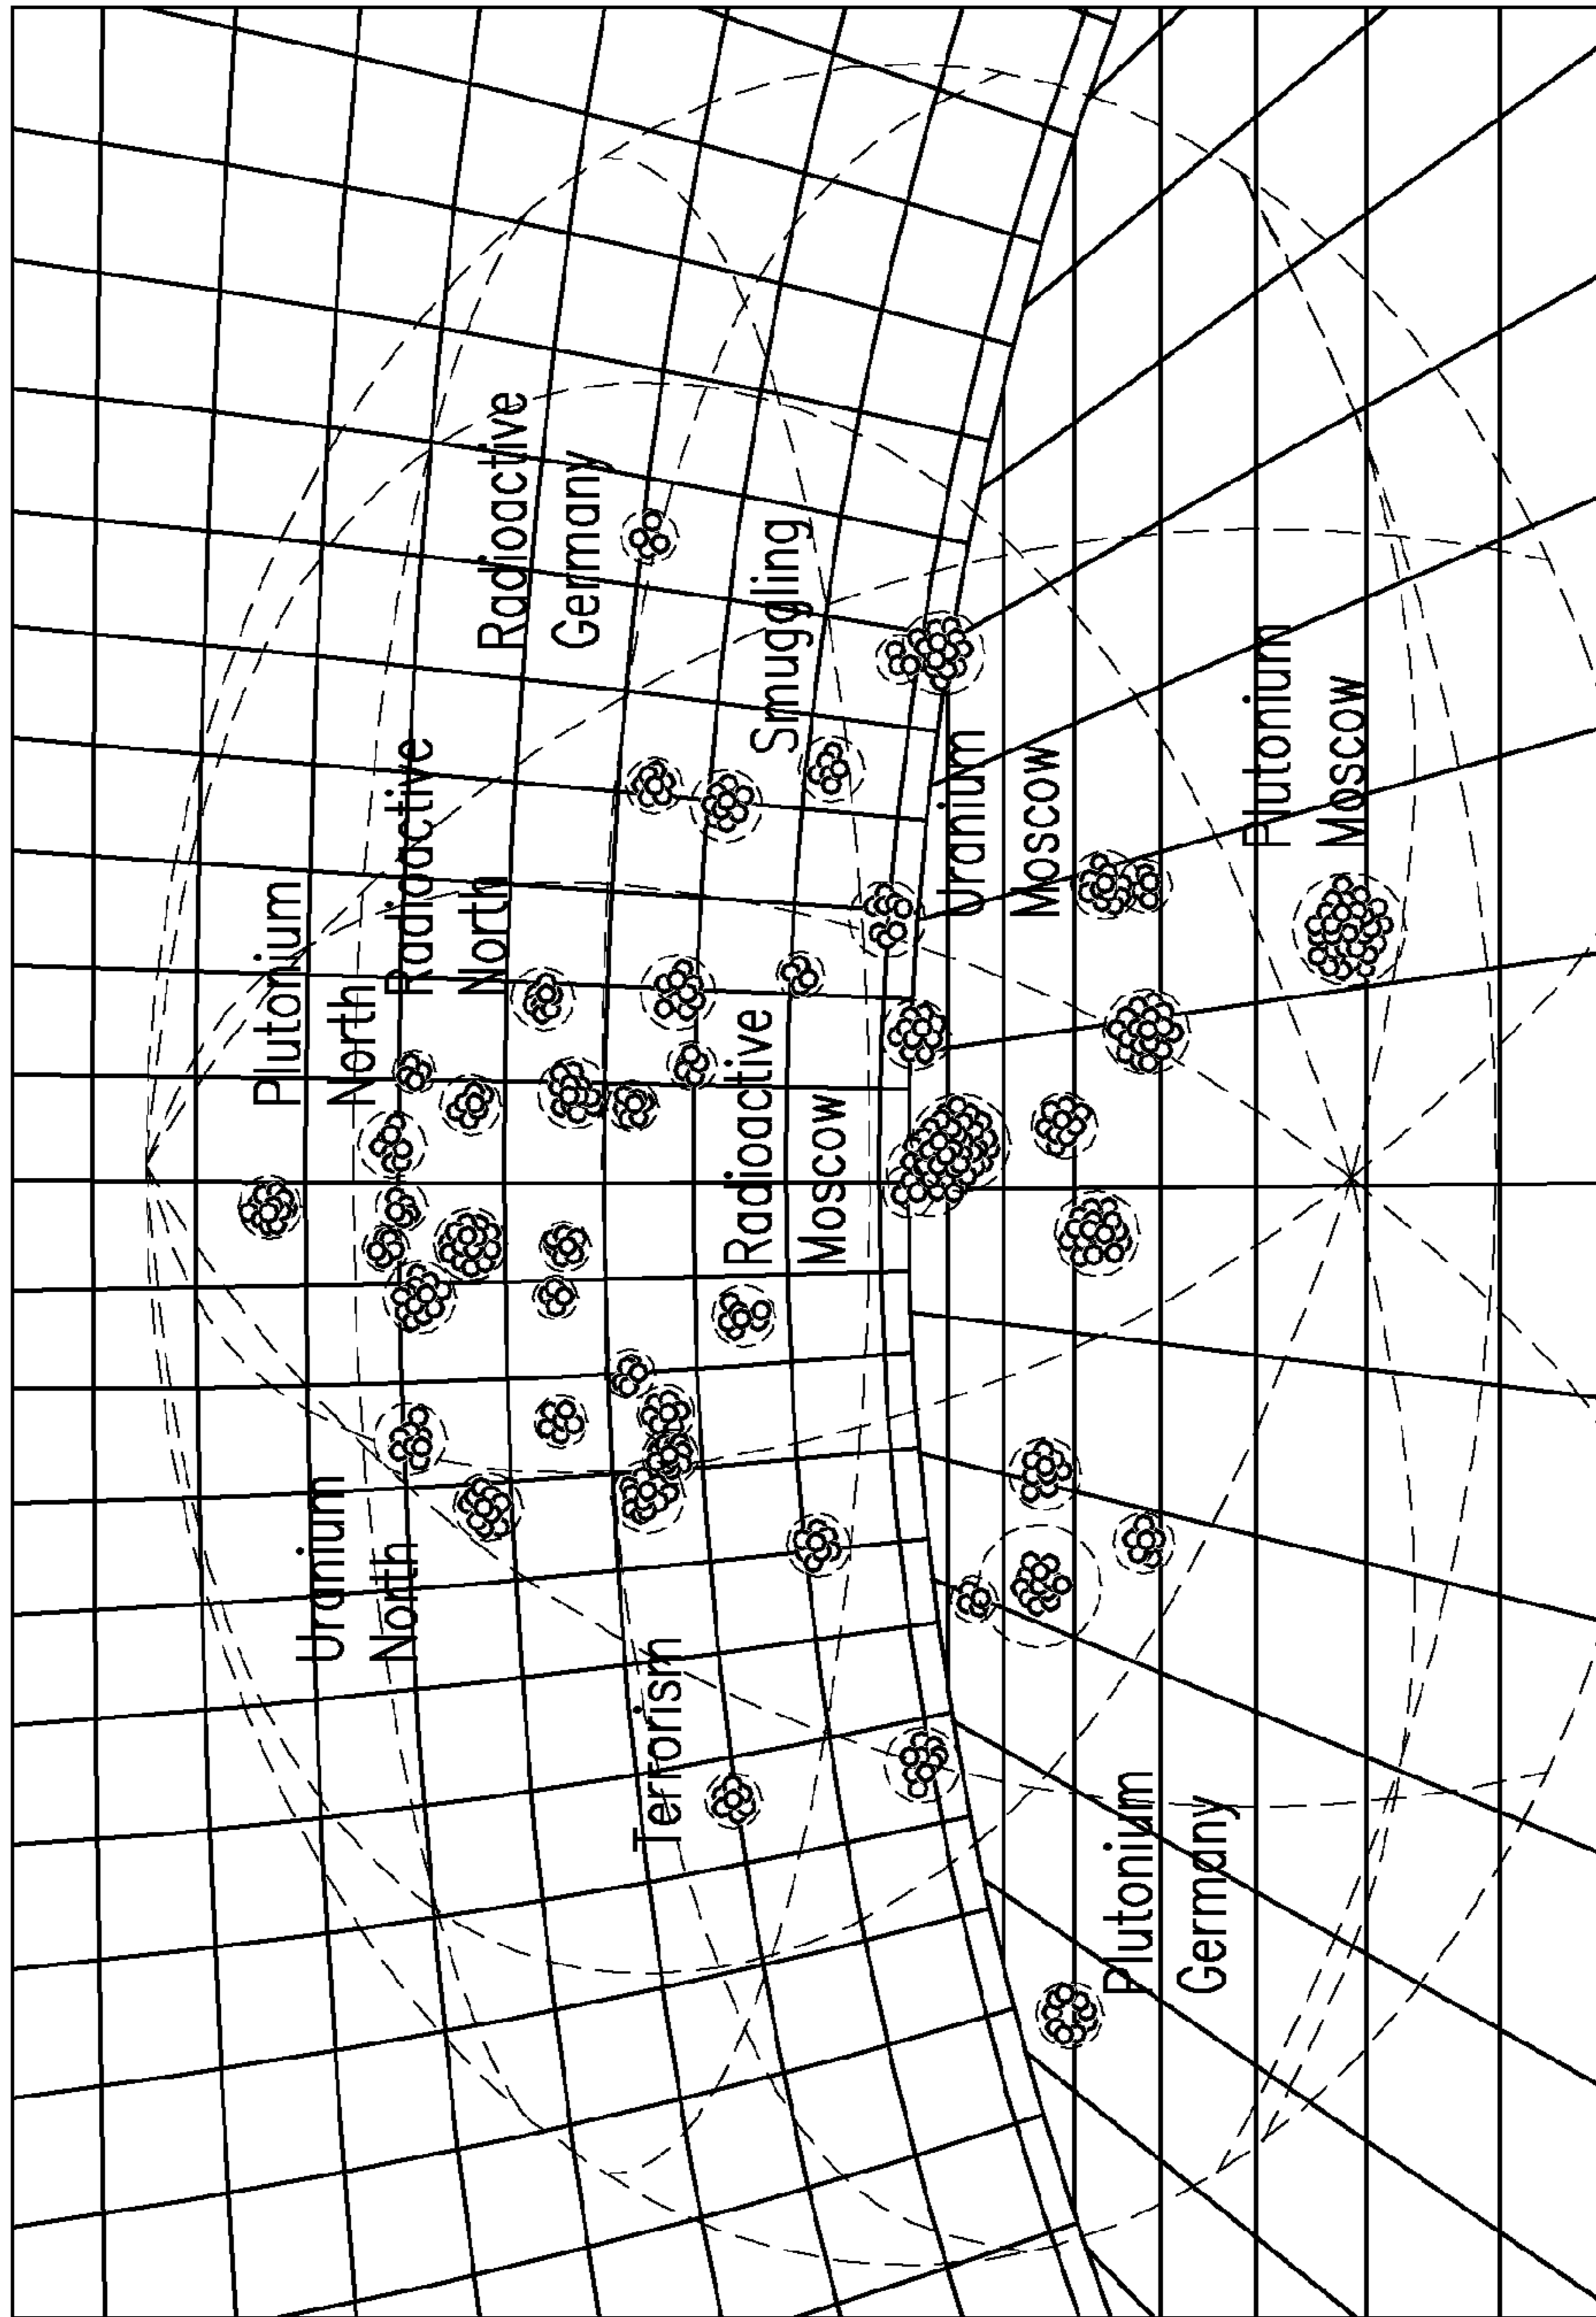 Plutonium
North
Radioactive
North
Uranium
North
Radioactive
Germany
Smuggling
Terrorism
Radioactive
Moscow
Uranium
Moscow
Plutonium
Moscow
Plutonium
Germany